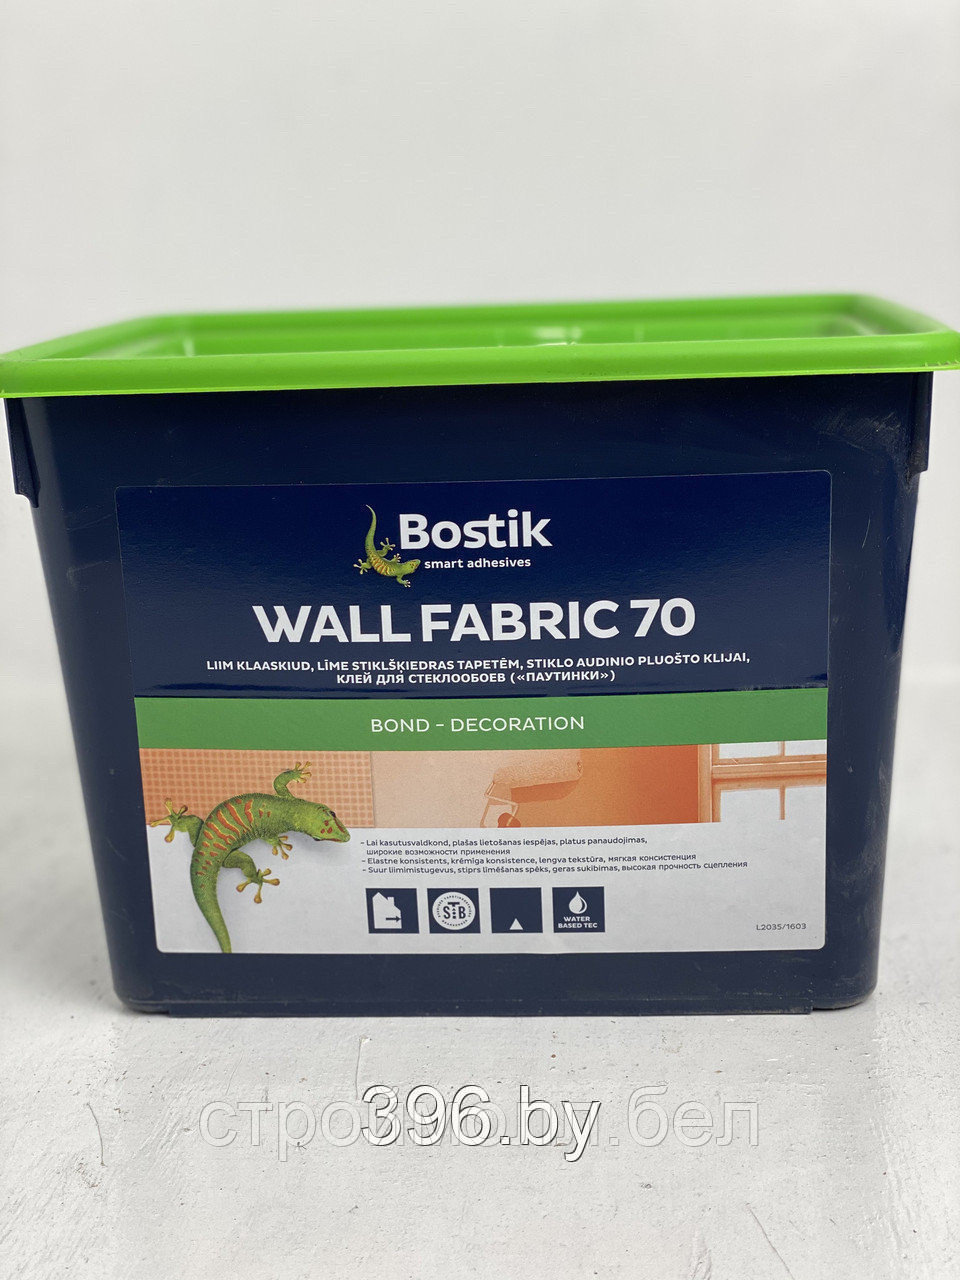 Bostik
smart adhesives
WALL FABRIC 70
LIIM KLAASKIUD, LĪME STIKLŠĶIEDRAS TAPETĒM, STIKLO AUDINIO PLUOŠTO KLIJAI,
КЛЕЙ ДЛЯ СТЕКЛООБОЕВ («ПАУТИНКИ»)
BOND - DECORATION
- Lai kasutusvaldkond, plašas lietošanas iespējas, platus panaudojimas,
широкие возможности применения
- Elastne konsistents, krēmīga konsistence, lengva tekstūra, мягкая консистенция
- Suur liimimistugevus, stiprs līmēšanas spēks, geras sukibimas, высокая прочность сцепления
STB
WATER
BASED TEC
L2035/1603
396.by